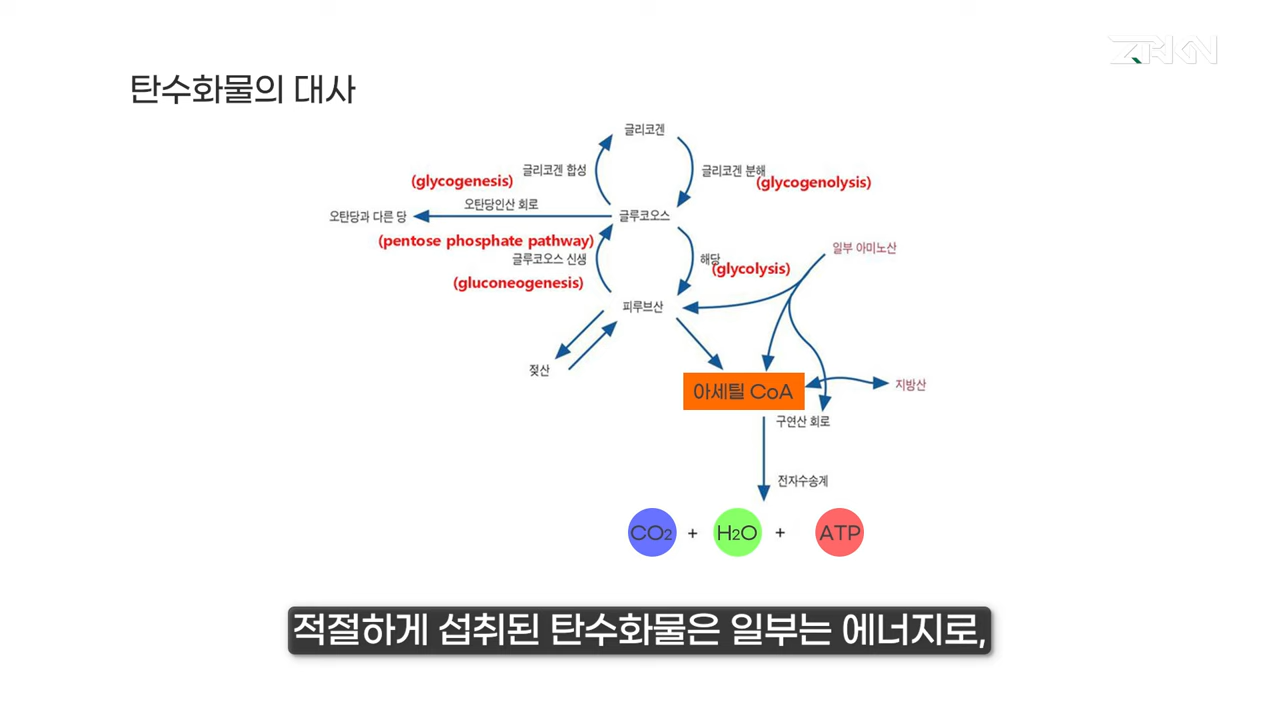 ZRKN
탄수화물의 대사
글리코겐
글리코겐 합성
글리코겐 분해
(glycogenesis)
(glycogenolysis)
오탄당인산 회로
오탄당과 다른 당
글루코오스
(pentose phosphate pathway)
일부 아미노산
글루코오스 신생
해당
(glycolysis)
(gluconeogenesis)
피루브산
젖산
아세틸 CoA
지방산
구연산 회로
전자수송계
CO2 + H2O + ATP
적절하게 섭취된 탄수화물은 일부는 에너지로,